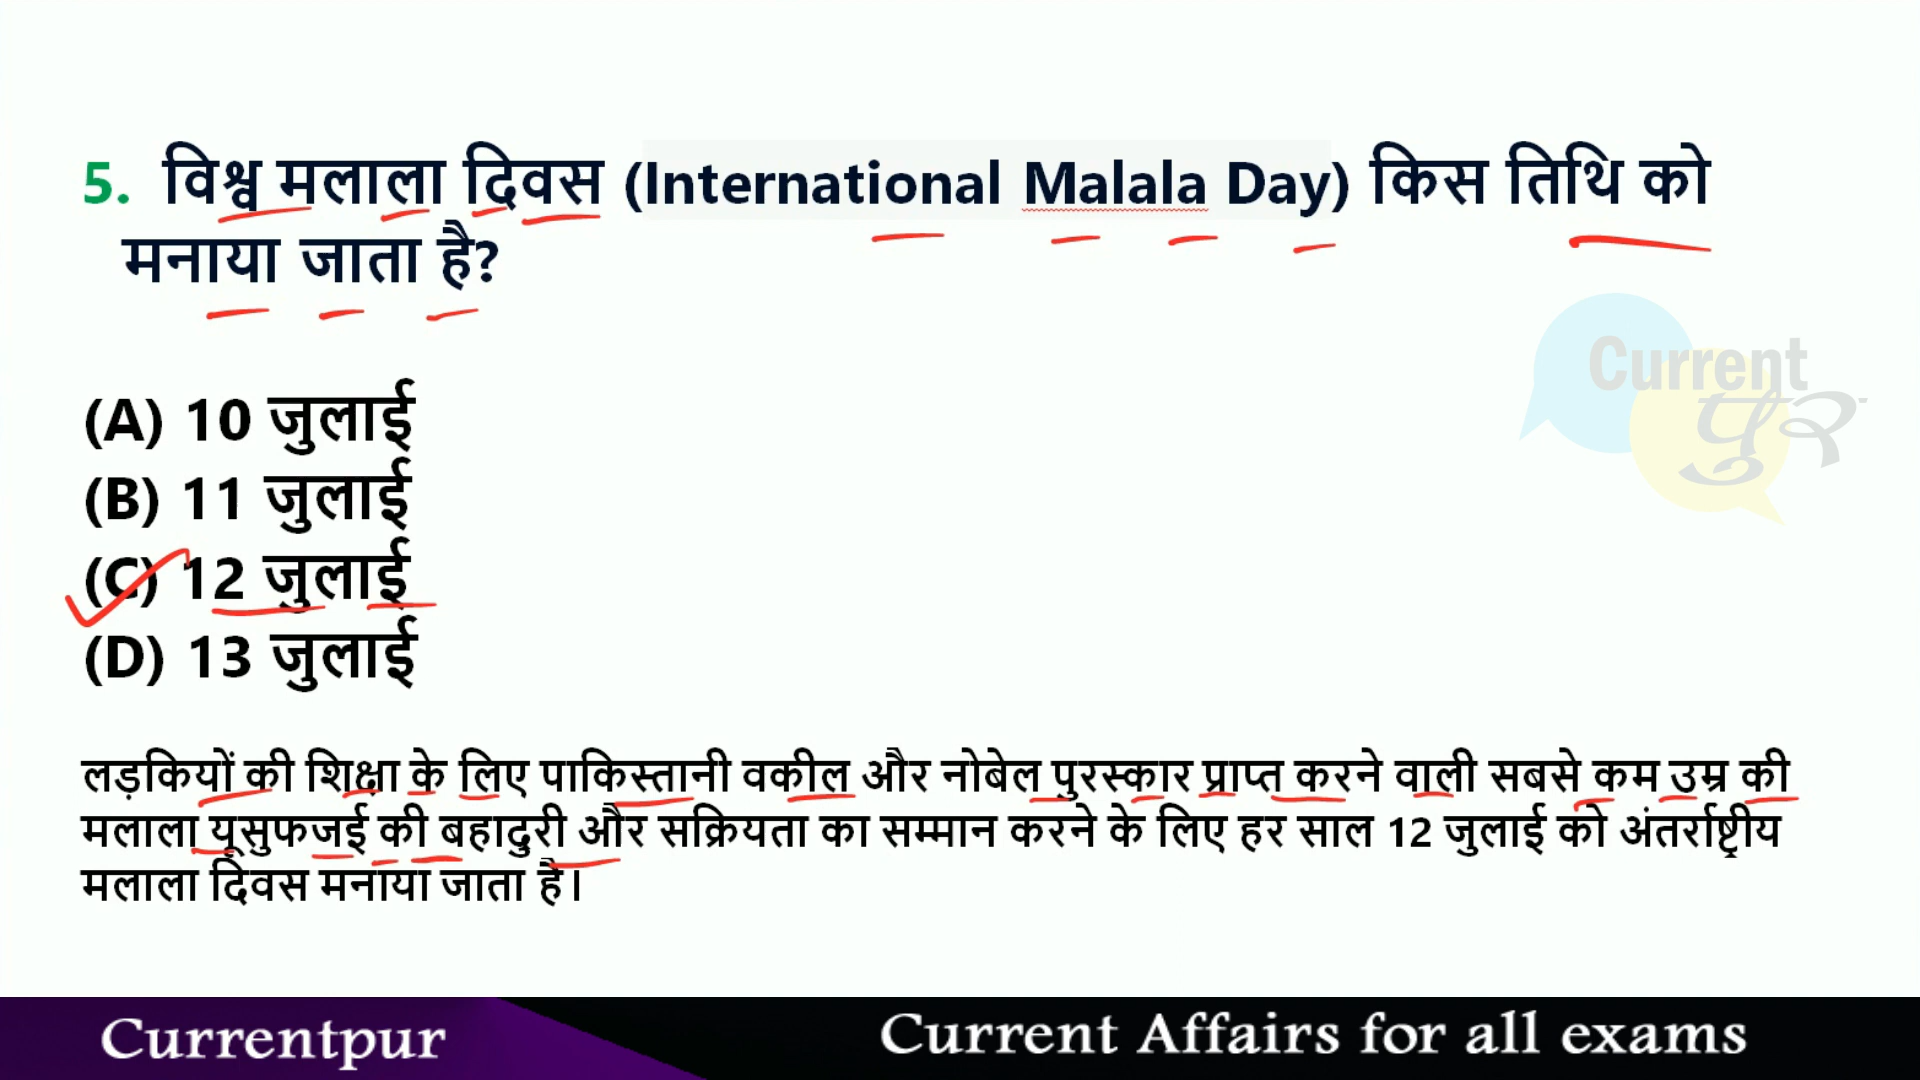 5. विश्व मलाला दिवस (International Malala Day) किस तिथि को
मनाया जाता है?
Current
पुर
(A) 10 जुलाई
(B) 11 जुलाई
(C) 12 जुलाई
(D) 13 जुलाई
लड़कियों की शिक्षा के लिए पाकिस्तानी वकील और नोबेल पुरस्कार प्राप्त करने वाली सबसे कम उम्र की
मलाला यूसुफजई की बहादुरी और सक्रियता का सम्मान करने के लिए हर साल 12 जुलाई को अंतर्राष्ट्रीय
मलाला दिवस मनाया जाता है।
Currentpur
Current Affairs for all exams